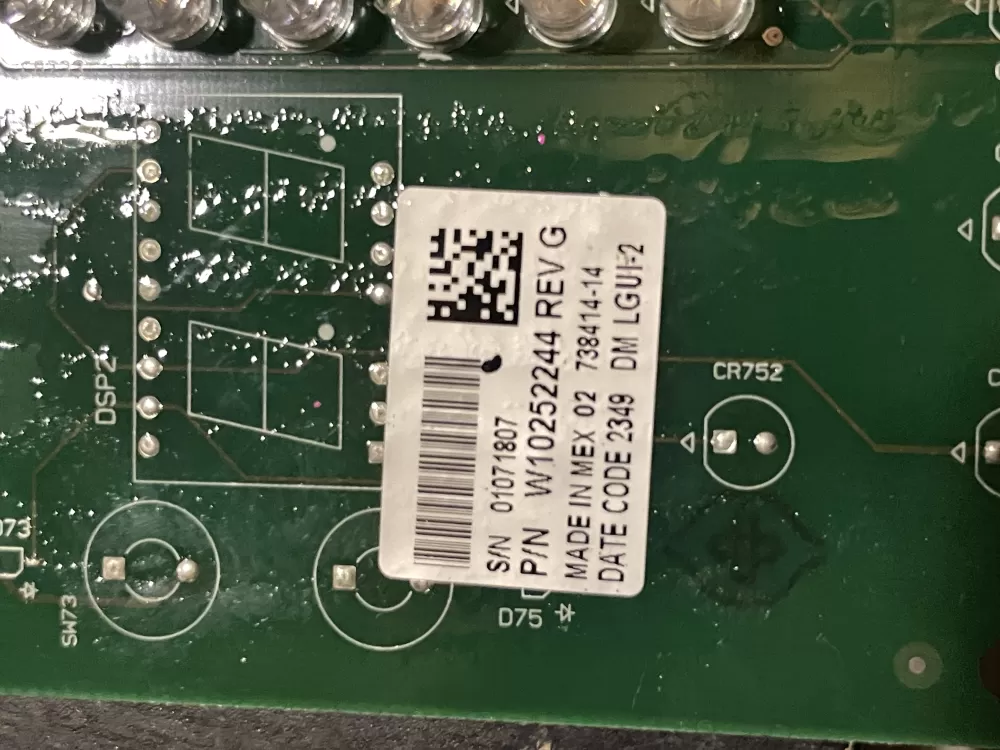 S/N 01071807
P/N W10252244 REV G
MADE IN MEX 02 738414-14
DATE CODE 2349 DM LGUI-2
DSP2
CR752
SW73
D75